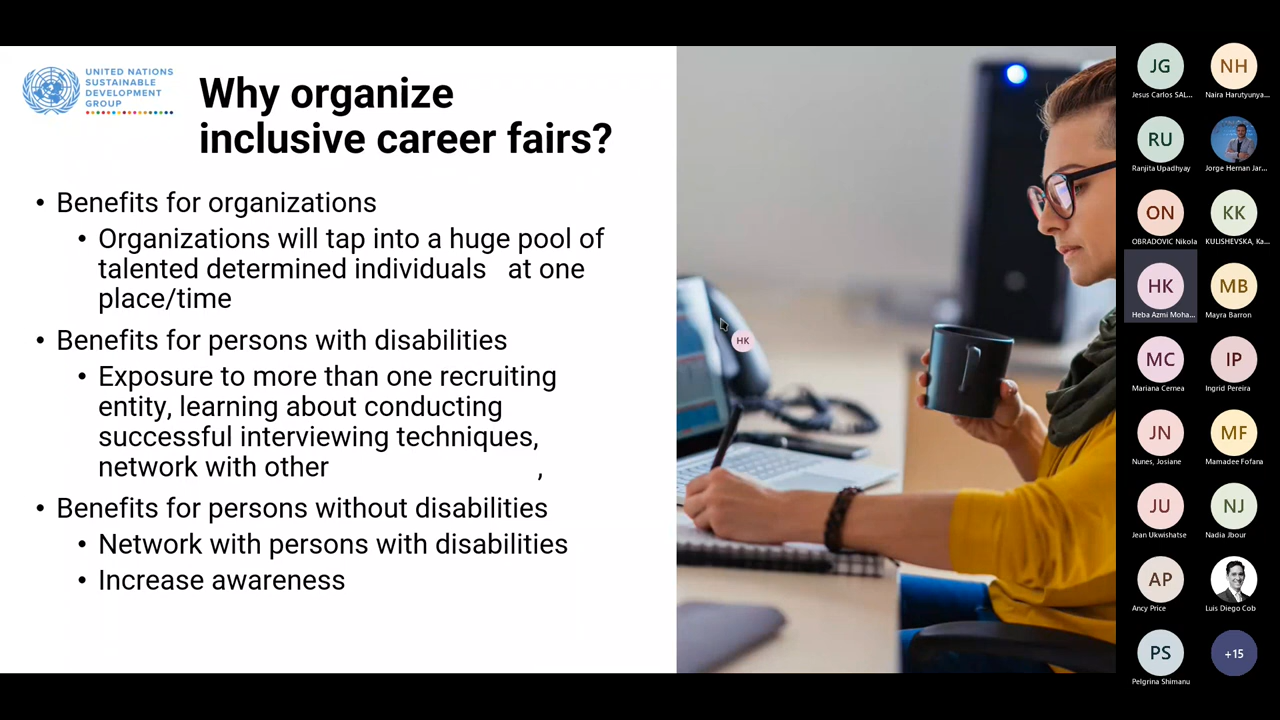 UNITED NATIONS
SUSTAINABLE
DEVELOPMENT
GROUP
Why organize
inclusive career fairs?
• Benefits for organizations
• Organizations will tap into a huge pool of
talented determined individuals at one
place/time
• Benefits for persons with disabilities
• Exposure to more than one recruiting
entity, learning about conducting
successful interviewing techniques,
network with other ,
• Benefits for persons without disabilities
• Network with persons with disabilities
• Increase awareness
HK
JG
NH
Jesus Carlos SAL...
Naira Harutyunya...
RU
Ranjita Upadhyay
Jorge Hernan Jar...
ON
KK
OBRADOVIC Nikola
KULISHEVSKA, Ka...
HK
MB
Heba Azmi Moha...
Mayra Barron
MC
IP
Mariana Cernea
Ingrid Pereira
JN
MF
Nunes, Josiane
Mamadee Fofana
JU
NJ
Jean Ukwishatse
Nadia Jbour
AP
Ancy Price
Luis Diego Cob
PS
+15
Pelgrina Shimanu